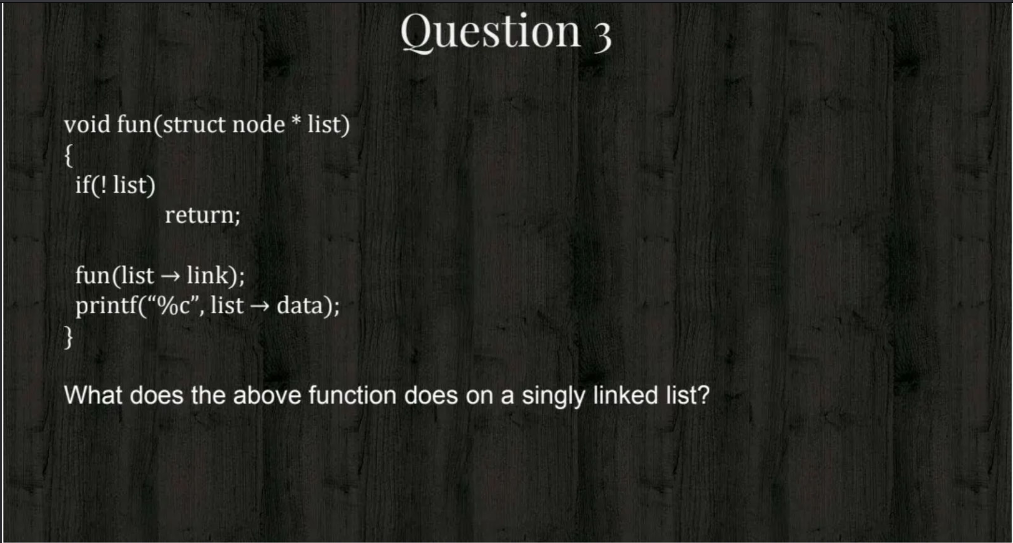 Question 3
void fun(struct node * list)
{
if(! list)
return;
fun(list → link);
printf(“%c”, list → data);
}
What does the above function does on a singly linked list?